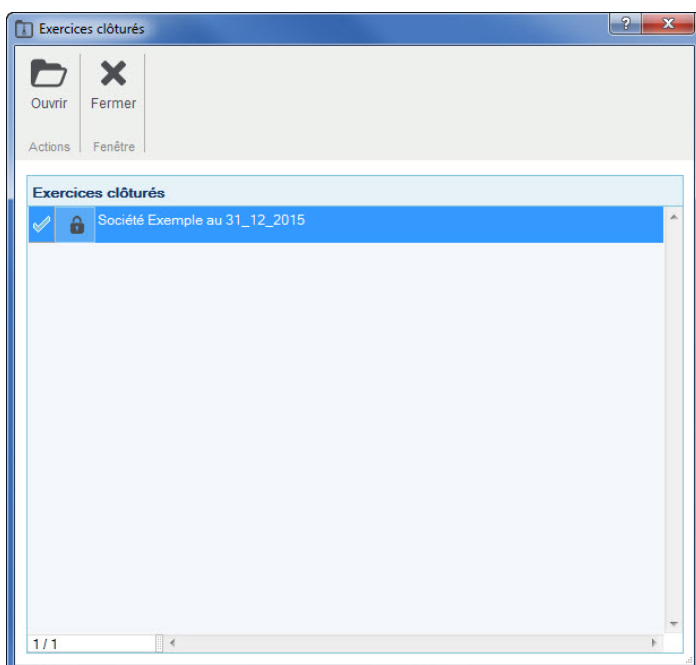 Exercices clôturés
?
X
Ouvrir
Fermer
Actions
Fenêtre
Exercices clôturés
Société Exemple au 31_12_2015
1 / 1